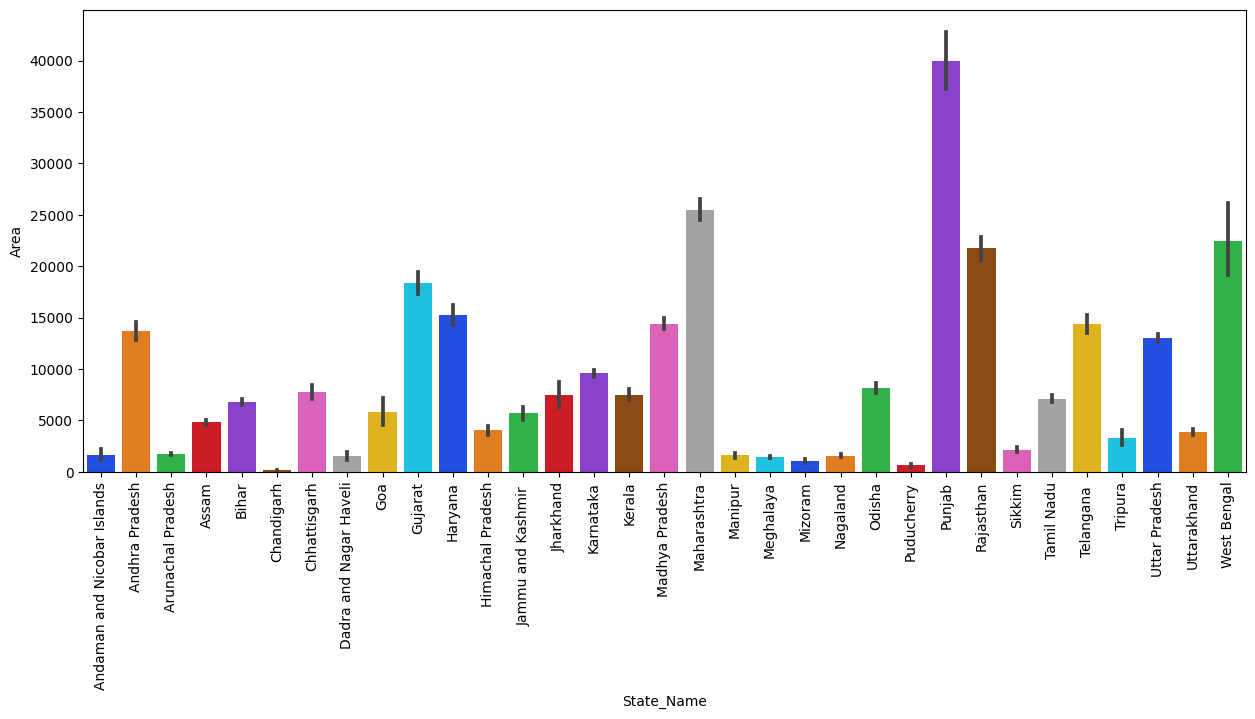 40000
35000
30000
25000
20000
15000
10000
5000
0
Area
Andaman and Nicobar Islands
Andhra Pradesh
Arunachal Pradesh
Assam
Bihar
Chandigarh
Chhattisgarh
Dadra and Nagar Haveli
Goa
Gujarat
Haryana
Himachal Pradesh
Jammu and Kashmir
Jharkhand
Karnataka
Kerala
Madhya Pradesh
Maharashtra
Manipur
Meghalaya
Mizoram
Nagaland
Odisha
Puducherry
Punjab
Rajasthan
Sikkim
Tamil Nadu
Telangana
Tripura
Uttar Pradesh
Uttarakhand
West Bengal
State_Name